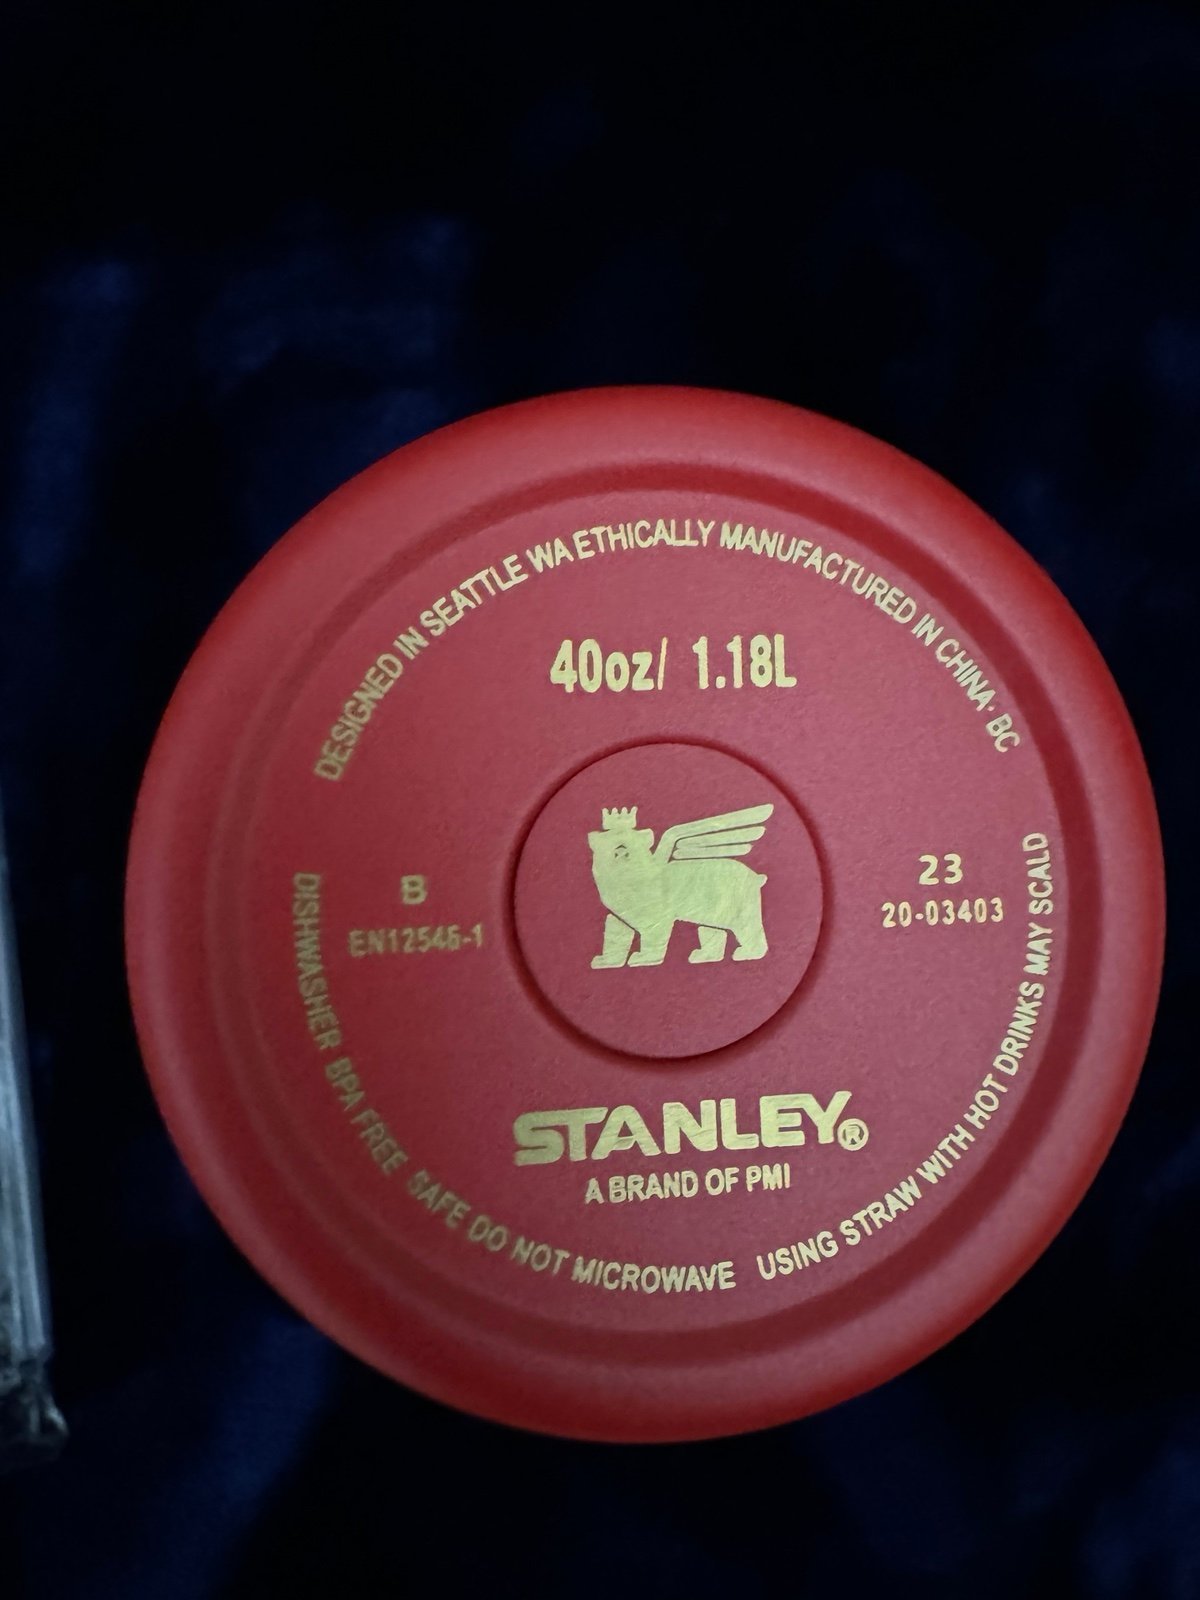 DESIGNED IN SEATTLE WA ETHICALLY MANUFACTURED IN CHINA· BC
40oz/ 1.18L
B
EN12546-1
23
20-03403
STANLEY®
A BRAND OF PMI
DISHWASHER BPA FREE SAFE DO NOT MICROWAVE USING STRAW WITH HOT DRINKS MAY SCALD